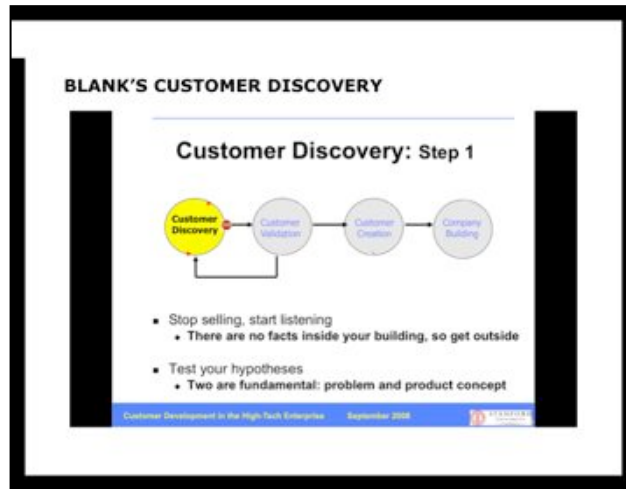 BLANK'S CUSTOMER DISCOVERY
Customer Discovery: Step 1
Customer
Discovery
Customer
Validation
Customer
Creation
Company
Building
Stop selling, start listening
There are no facts inside your building, so get outside
Test your hypotheses
Two are fundamental: problem and product concept
Customer Development in the High-Tech Enterprise September 2008
STANFORD